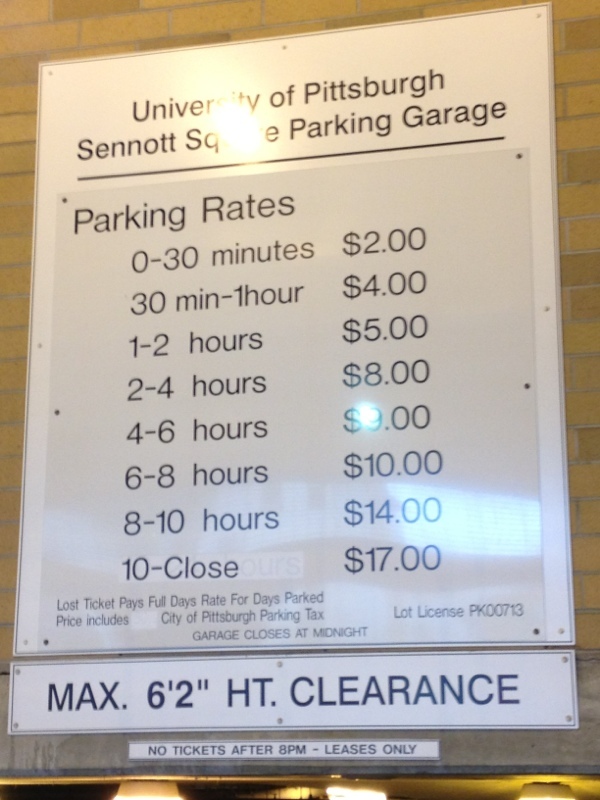 University of Pittsburgh
Sennott Square Parking Garage
Parking Rates
0-30 minutes $2.00
30 min-1hour $4.00
1-2 hours $5.00
2-4 hours $8.00
4-6 hours $9.00
6-8 hours $10.00
8-10 hours $14.00
10-Close $17.00
Lost Ticket Pays Full Days Rate For Days Parked
Price includes City of Pittsburgh Parking Tax
Lot License PK00713
GARAGE CLOSES AT MIDNIGHT
MAX. 6'2" HT. CLEARANCE
NO TICKETS AFTER 8PM - LEASES ONLY